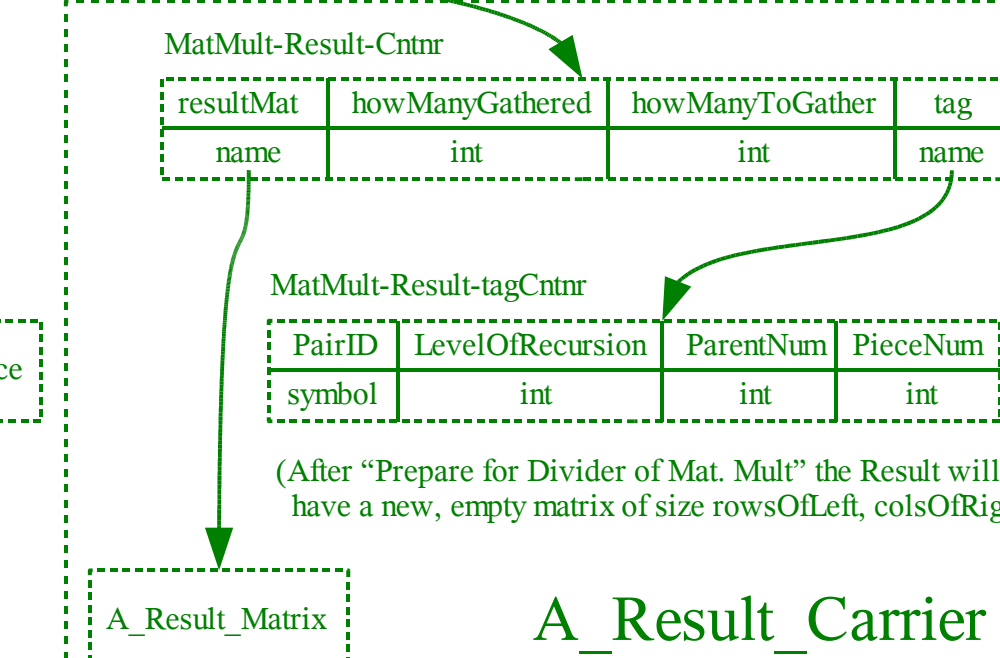 MatMult-Result-Cntnr
resultMat howManyGathered howManyToGather tag
name int int name
MatMult-Result-tagCntnr
PairID LevelOfRecursion ParentNum PieceNum
ce
symbol int int int
(After “Prepare for Divider of Mat. Mult” the Result will
have a new, empty matrix of size rowsOfLeft, colsOfRig
A_Result_Matrix
A_Result_Carrier